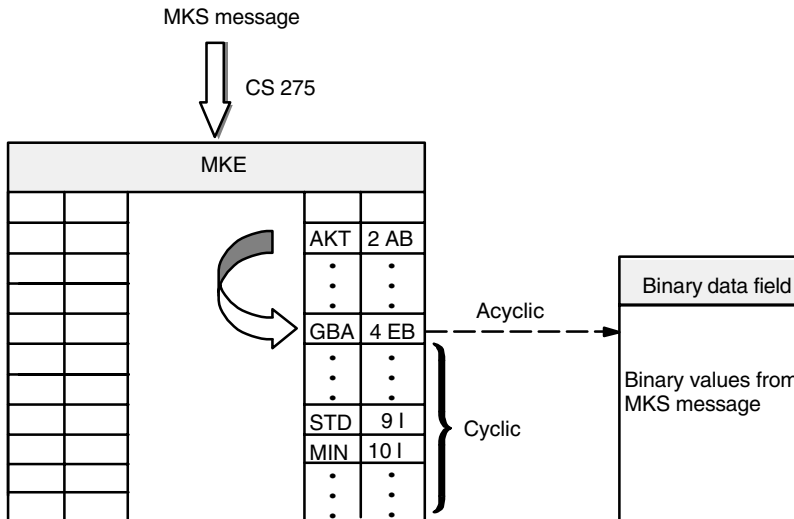 MKS message
CS 275
MKE
AKT 2 AB
GBA 4 EB
STD 9 I
MIN 10 I
Acyclic
Cyclic
Binary data field
Binary values from
MKS message